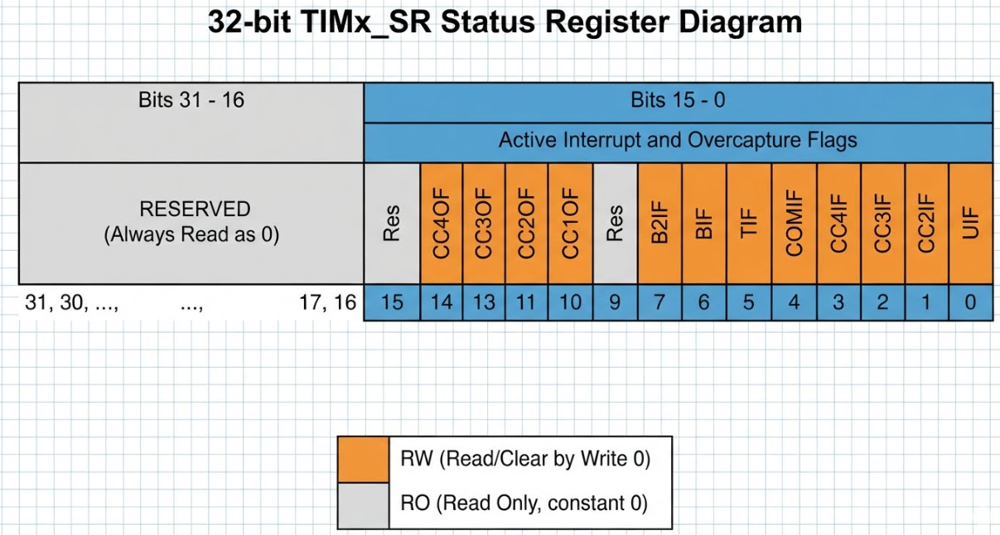 32-bit TIMx_SR Status Register Diagram
Bits 31 - 16
Bits 15 - 0
Active Interrupt and Overcapture Flags
RESERVED
(Always Read as 0)
Res
CC4OF
CC3OF
CC2OF
CC1OF
Res
B2IF
BIF
TIF
COMIF
CC4IF
CC3IF
CC2IF
UIF
31, 30, ..., ..., 17, 16 15 14 13 11 10 9 7 6 5 4 3 2 1 0
RW (Read/Clear by Write 0)
RO (Read Only, constant 0)